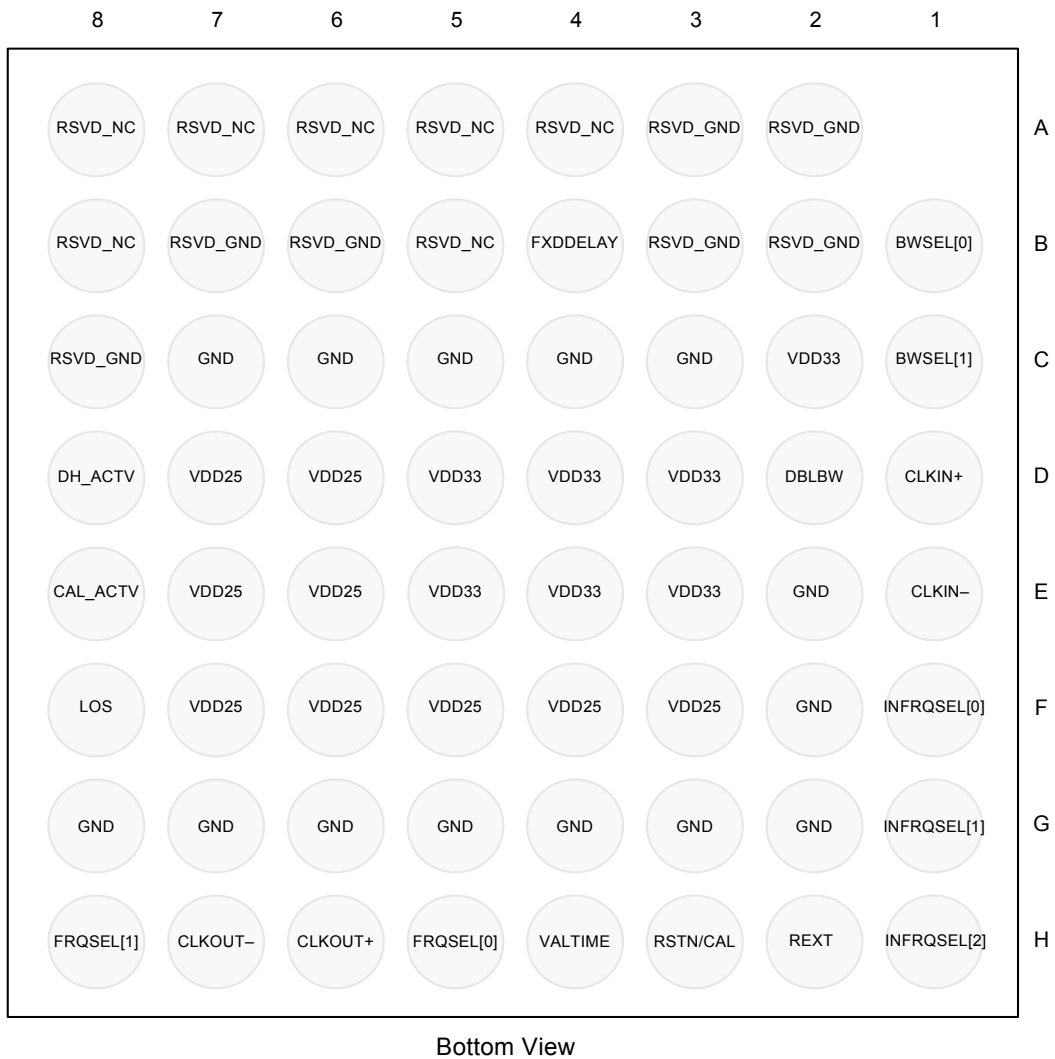 8 7 6 5 4 3 2 1
RSVD_NC RSVD_NC RSVD_NC RSVD_NC RSVD_NC RSVD_GND RSVD_GND A
RSVD_NC RSVD_GND RSVD_GND RSVD_NC FXDDELAY RSVD_GND RSVD_GND BWSEL[0] B
RSVD_GND GND GND GND GND GND VDD33 BWSEL[1] C
DH_ACTV VDD25 VDD25 VDD33 VDD33 VDD33 DBLBW CLKIN+ D
CAL_ACTV VDD25 VDD25 VDD33 VDD33 VDD33 GND CLKIN– E
LOS VDD25 VDD25 VDD25 VDD25 VDD25 GND INFRQSEL[0] F
GND GND GND GND GND GND GND INFRQSEL[1] G
FRQSEL[1] CLKOUT– CLKOUT+ FRQSEL[0] VALTIME RSTN/CAL REXT INFRQSEL[2] H
Bottom View